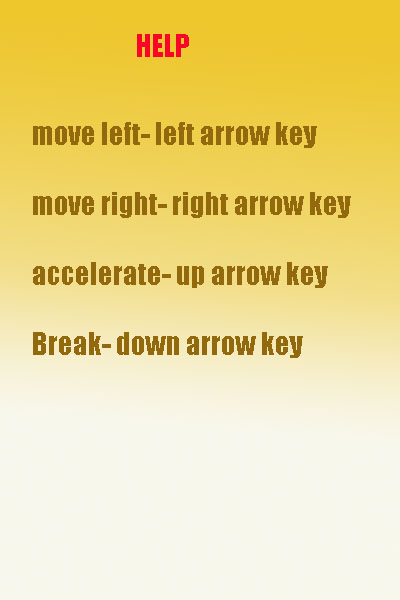 HELP
move left- left arrow key
move right- right arrow key
accelerate- up arrow key
Break- down arrow key